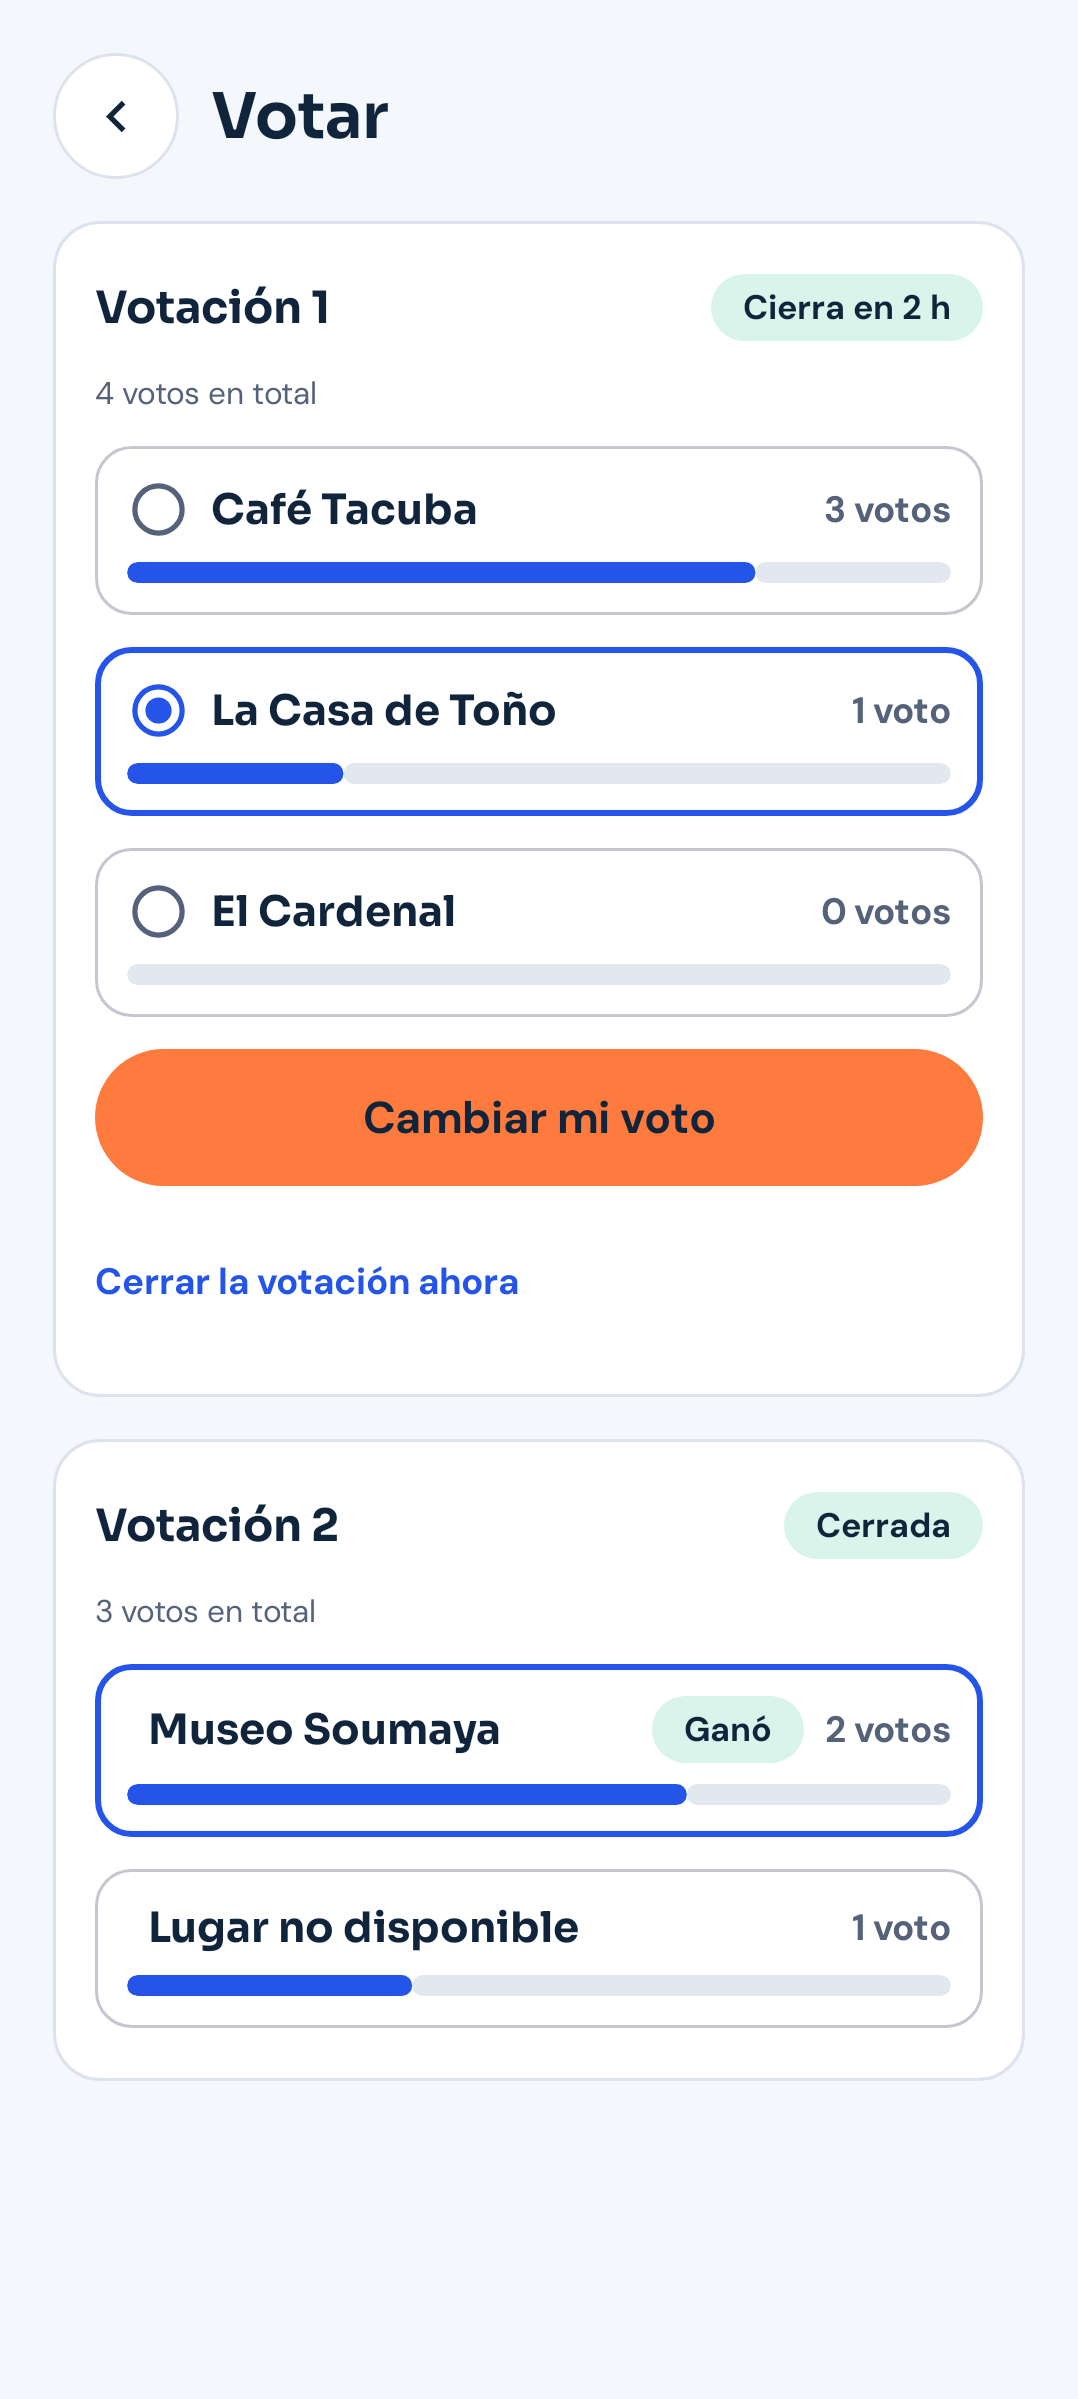 Votar
Votación 1
Cierra en 2 h
4 votos en total
Café Tacuba
3 votos
La Casa de Toño
1 voto
El Cardenal
0 votos
Cambiar mi voto
Cerrar la votación ahora
Votación 2
Cerrada
3 votos en total
Museo Soumaya
Ganó
2 votos
Lugar no disponible
1 voto